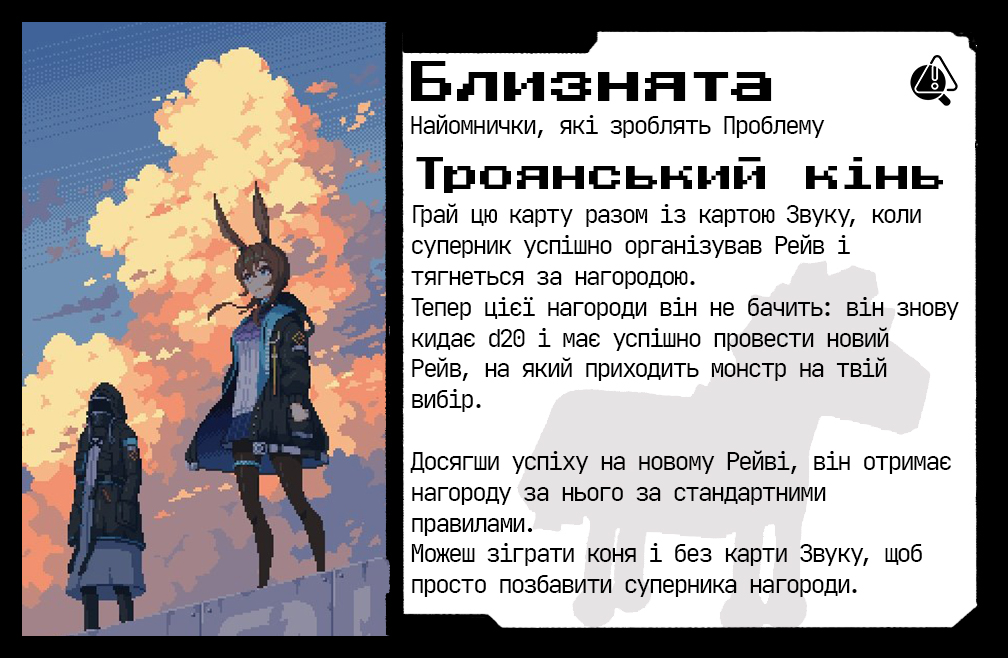 Близнята
Найомнички, які зроблять Проблему
Троянський кінь
Грай цю карту разом із картою Звуку, коли
суперник успішно організував Рейв і
тягнеться за нагородою.
Тепер цієї нагороди він не бачить: він знову
кидає d20 і має успішно провести новий
Рейв, на який приходить монстр на твій
вибір.
Досягши успіху на новому Рейві, він отримає
нагороду за нього за стандартними
правилами.
Можеш зіграти коня і без карти Звуку, щоб
просто позбавити суперника нагороди.